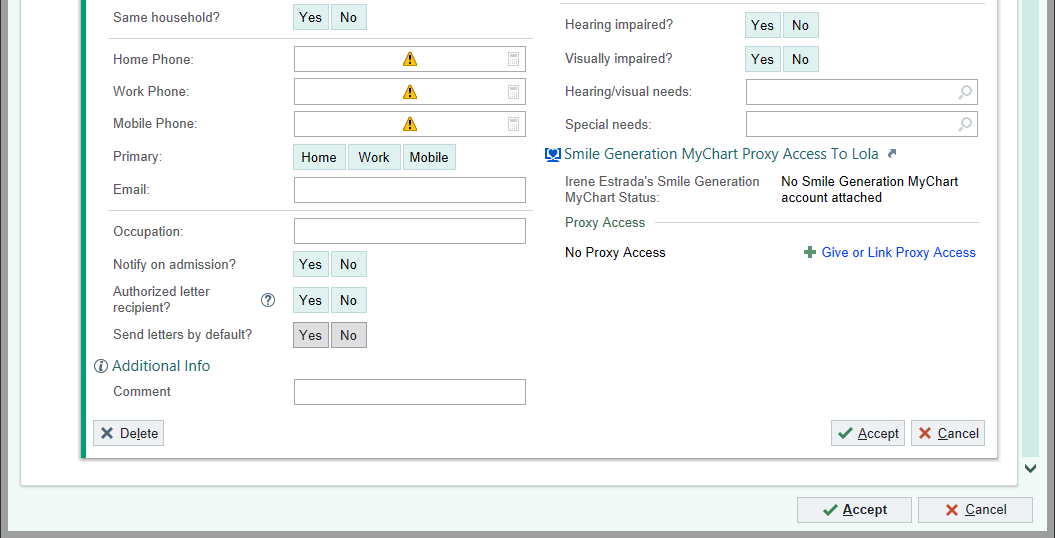 Same household? Yes No
Home Phone:
Work Phone:
Mobile Phone:
Primary: Home Work Mobile
Email:
Occupation:
Notify on admission? Yes No
Authorized letter
recipient? Yes No
Send letters by default? Yes No
Additional Info
Comment
Hearing impaired? Yes No
Visually impaired? Yes No
Hearing/visual needs:
Special needs:
Smile Generation MyChart Proxy Access To Lola
Irene Estrada's Smile Generation No Smile Generation MyChart
MyChart Status: account attached
Proxy Access
No Proxy Access Give or Link Proxy Access
Delete Accept Cancel
Accept Cancel